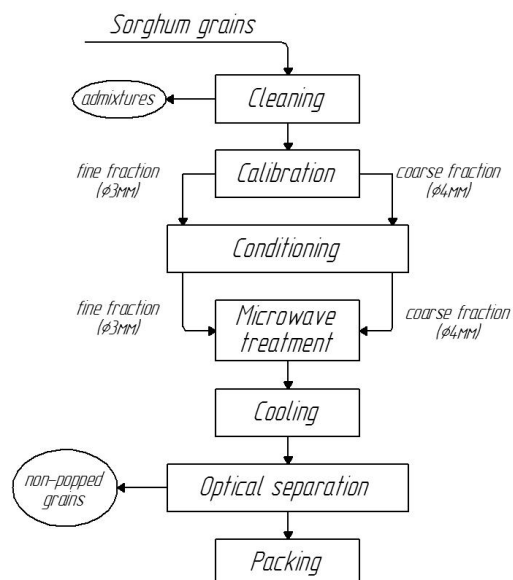 Sorghum grains
admixtures
Cleaning
fine fraction
(ø3мм)
Calibration
coarse fraction
(ø4мм)
Conditioning
fine fraction
(ø3мм)
Microwave
treatment
coarse fraction
(ø4мм)
Cooling
non-popped
grains
Optical separation
Packing